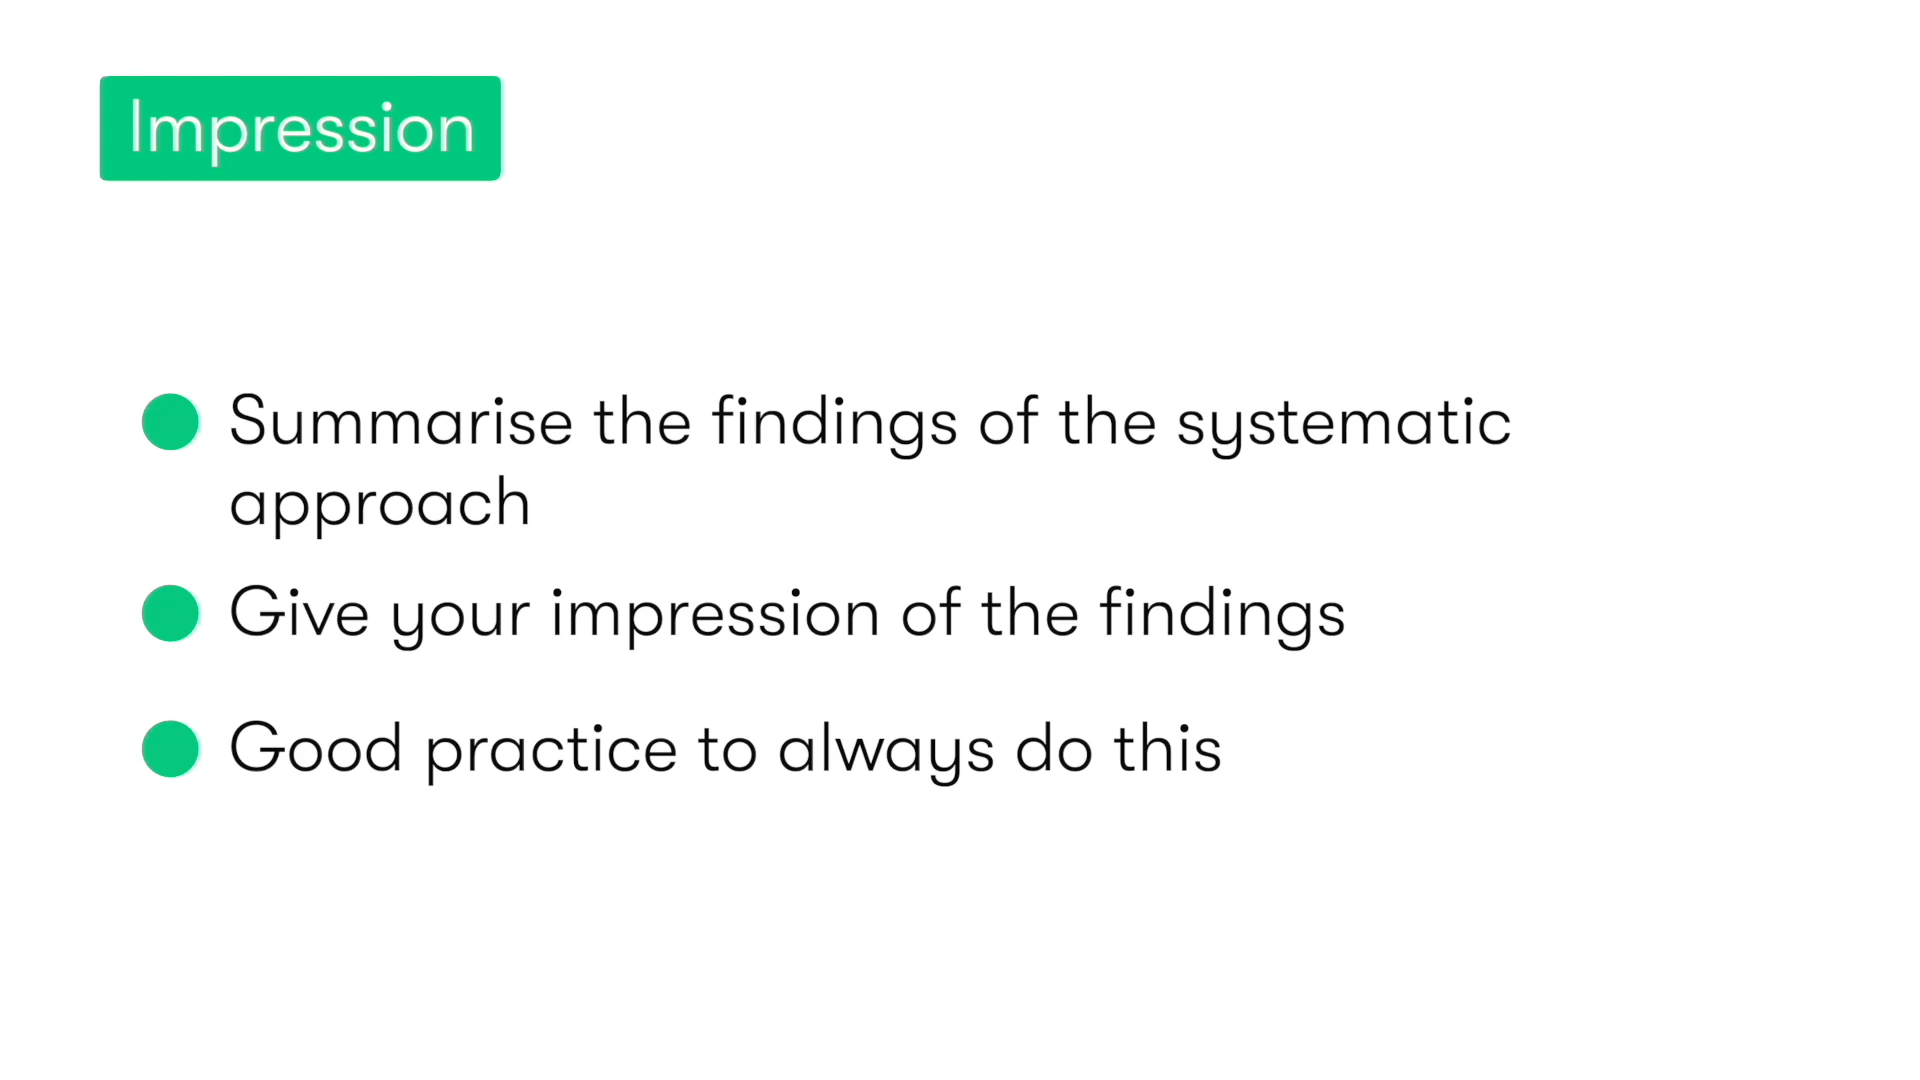 Impression
Summarise the findings of the systematic
approach
Give your impression of the findings
Good practice to always do this